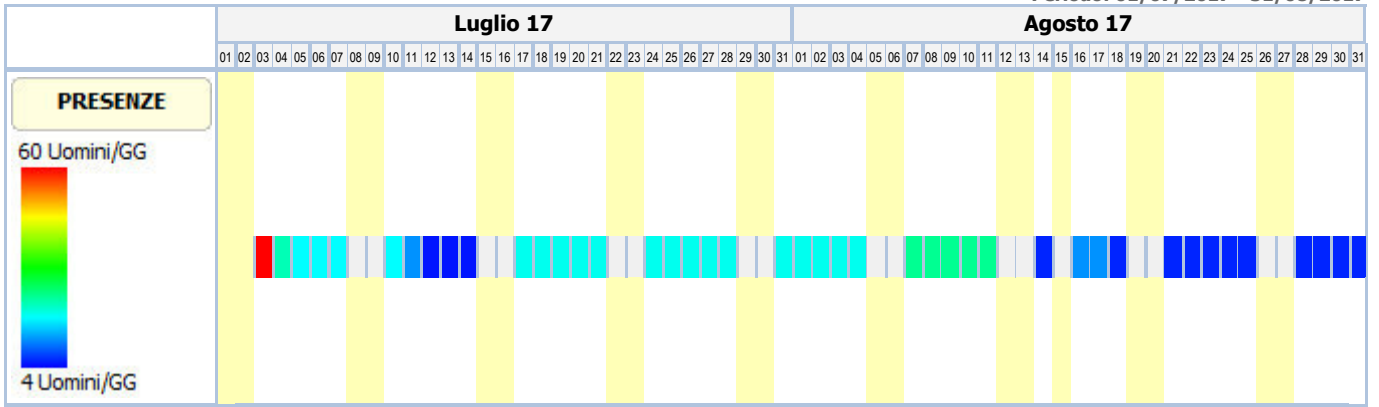 Luglio 17 Agosto 17
01 02 03 04 05 06 07 08 09 10 11 12 13 14 15 16 17 18 19 20 21 22 23 24 25 26 27 28 29 30 31 01 02 03 04 05 06 07 08 09 10 11 12 13 14 15 16 17 18 19 20 21 22 23 24 25 26 27 28 29 30 31
PRESENZE
60 Uomini/GG
4 Uomini/GG